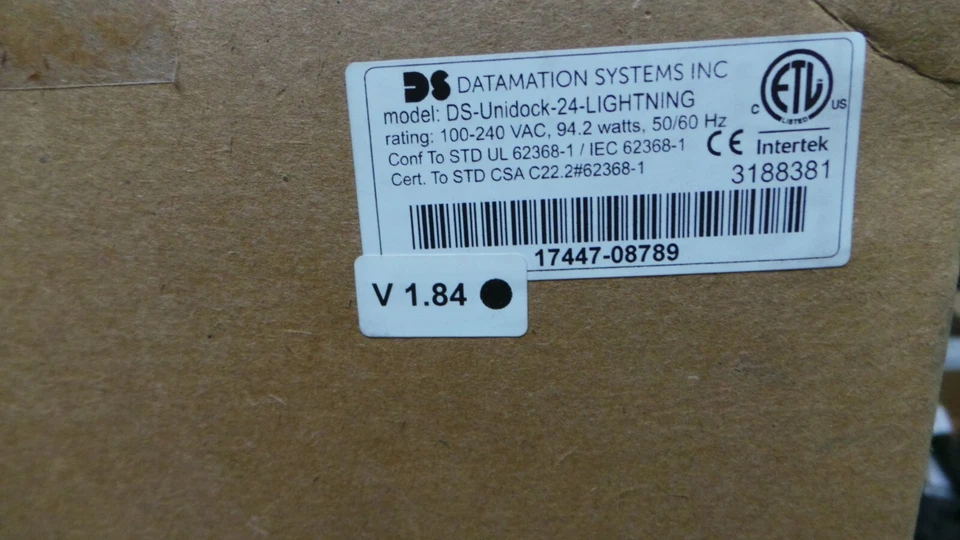 DS DATAMATION SYSTEMS INC
model: DS-Unidock-24-LIGHTNING
rating: 100-240 VAC, 94.2 watts, 50/60 Hz
Conf To STD UL 62368-1 / IEC 62368-1
Cert. To STD CSA C22.2#62368-1
ETL
C US
LISTED
CE Intertek
3188381
17447-08789
V 1.84